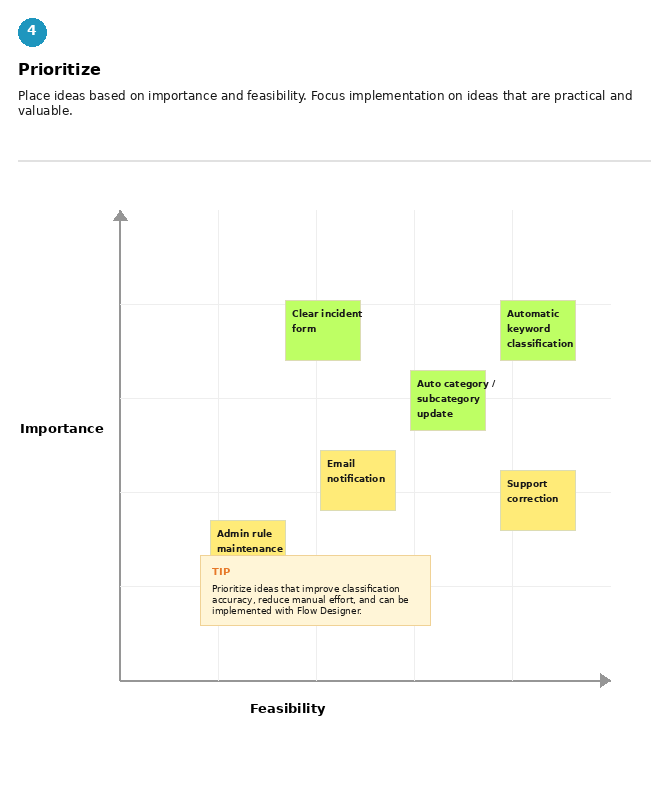 4
Prioritize
Place ideas based on importance and feasibility. Focus implementation on ideas that are practical and
valuable.
Clear incident
form
Automatic
keyword
classification
Auto category /
subcategory
update
Importance
Email
notification
Support
correction
Admin rule
maintenance
TIP
Prioritize ideas that improve classification
accuracy, reduce manual effort, and can be
implemented with Flow Designer.
Feasibility